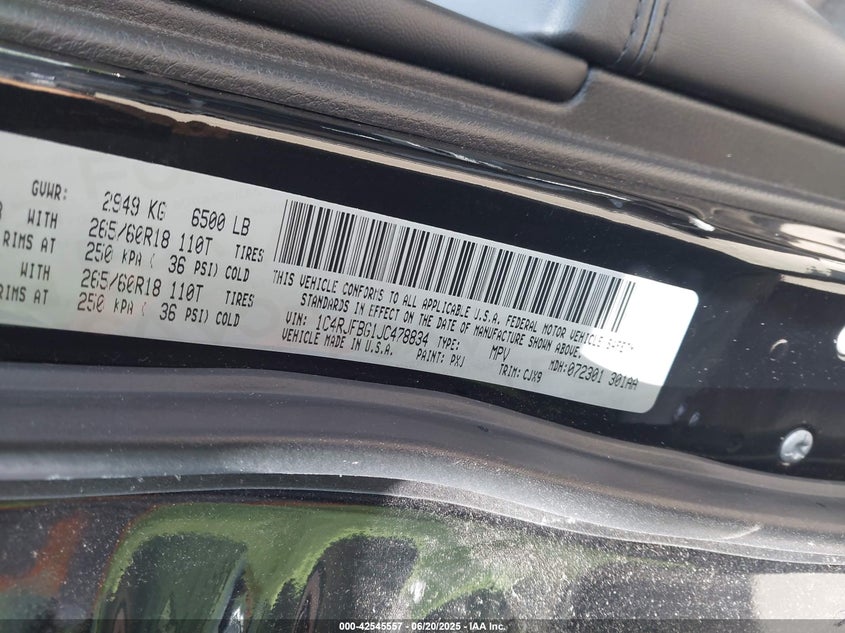 GVWR: 2949 KG 6500 LB
WITH 265/60R18 110T TIRES
RIMS AT 250 KPA ( 36 PSI) COLD
WITH 265/60R18 110T TIRES
RIMS AT 250 KPA ( 36 PSI) COLD
THIS VEHICLE CONFORMS TO ALL APPLICABLE U.S.A. FEDERAL MOTOR VEHICLE SAFETY
STANDARDS IN EFFECT ON THE DATE OF MANUFACTURE SHOWN ABOVE.
VIN: 1C4RJFBG1JC478834 TYPE: MPV MDH:072301 301AA
VEHICLE MADE IN U.S.A. PAINT: PXJ TRIM: CJX9
000-42545557 - 06/20/2025 - IAA Inc.